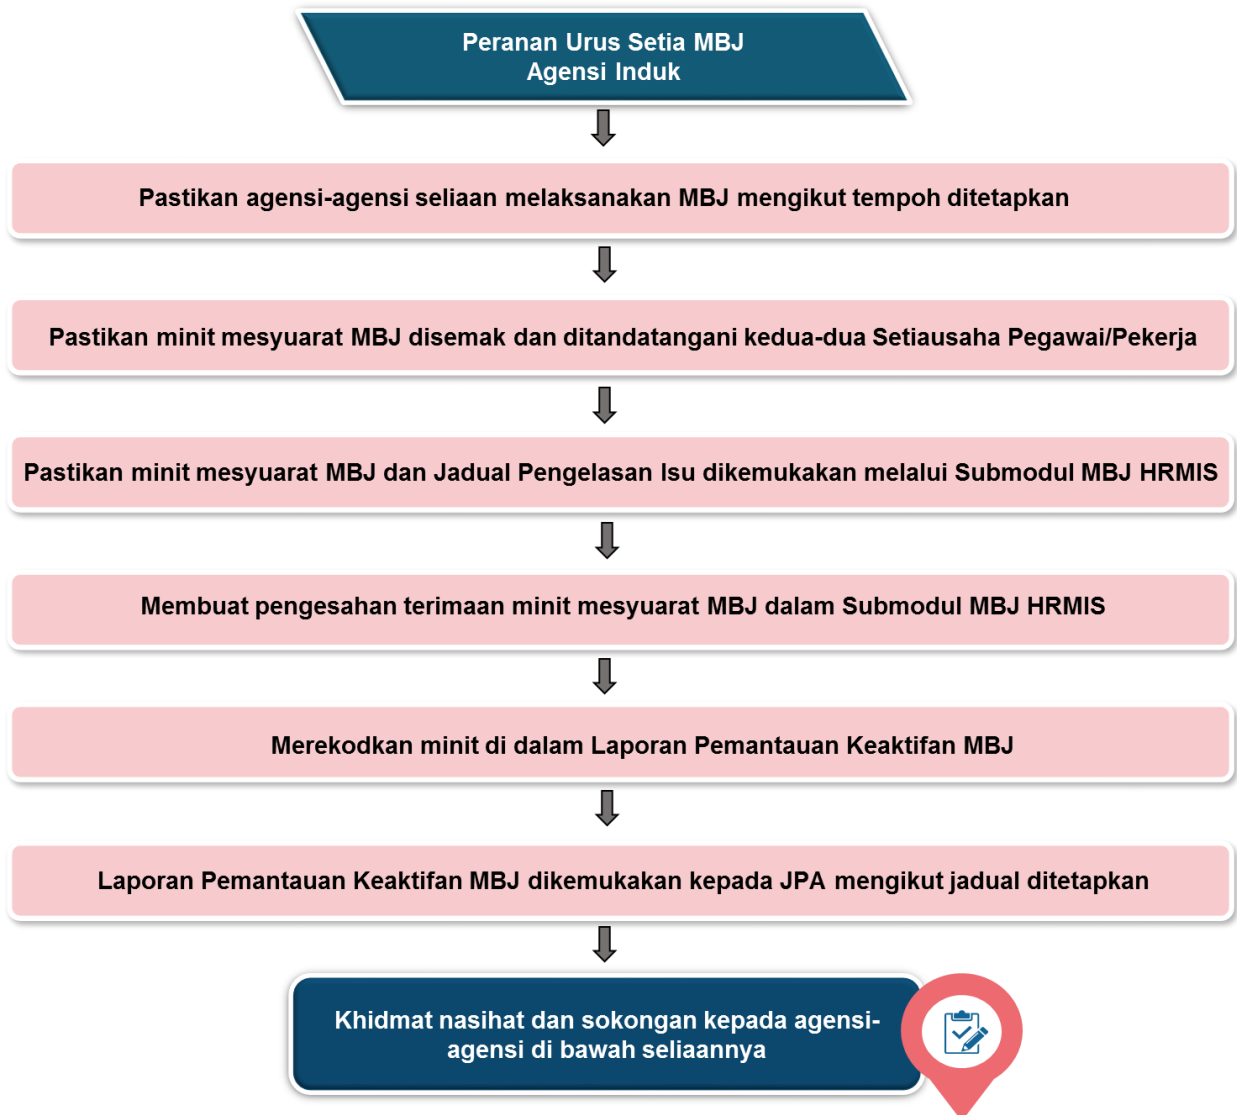 Peranan Urus Setia MBJ
Agensi Induk
Pastikan agensi-agensi seliaan melaksanakan MBJ mengikut tempoh ditetapkan
Pastikan minit mesyuarat MBJ disemak dan ditandatangani kedua-dua Setiausaha Pegawai/Pekerja
Pastikan minit mesyuarat MBJ dan Jadual Pengelasan Isu dikemukakan melalui Submodul MBJ HRMIS
Membuat pengesahan terimaan minit mesyuarat MBJ dalam Submodul MBJ HRMIS
Merekodkan minit di dalam Laporan Pemantauan Keaktifan MBJ
Laporan Pemantauan Keaktifan MBJ dikemukakan kepada JPA mengikut jadual ditetapkan
Khidmat nasihat dan sokongan kepada agensi-
agensi di bawah seliaannya